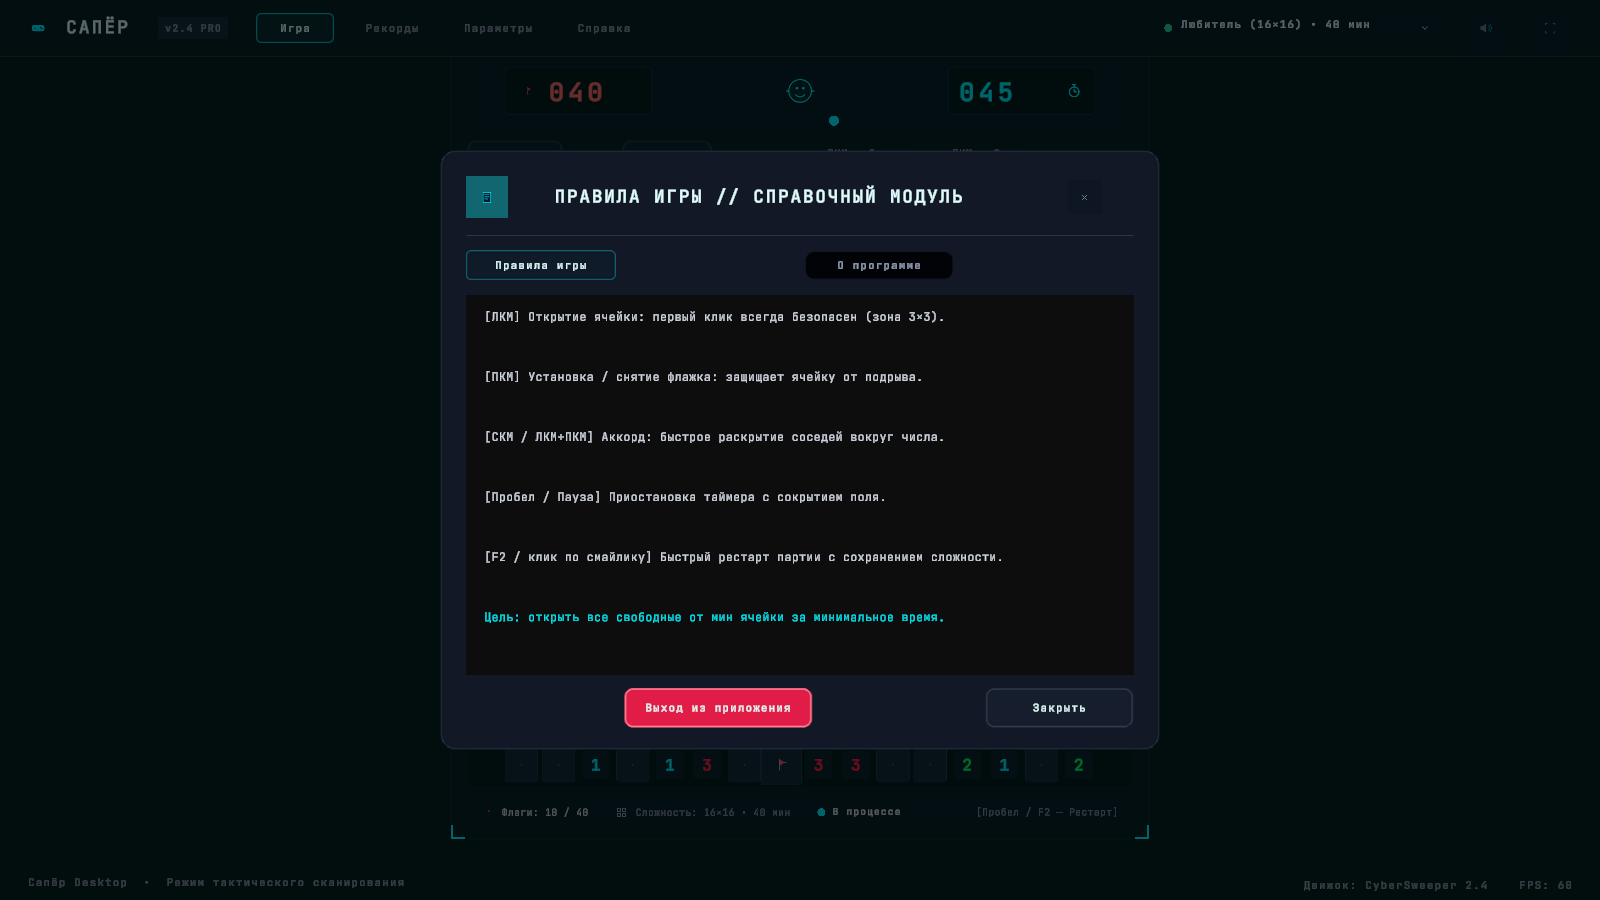 САПЁР
v2.4 PRO
Игра
Рекорды
Параметры
Справка
Любитель (16×16) • 40 мин
040
045
ПРАВИЛА ИГРЫ // СПРАВОЧНЫЙ МОДУЛЬ
×
Правила игры
О программе
[ЛКМ] Открытие ячейки: первый клик всегда безопасен (зона 3×3).
[ПКМ] Установка / снятие флажка: защищает ячейку от подрыва.
[СКМ / ЛКМ+ПКМ] Аккорд: быстрое раскрытие соседей вокруг числа.
[Пробел / Пауза] Приостановка таймера с сокрытием поля.
[F2 / клик по смайлику] Быстрый рестарт партии с сохранением сложности.
Цель: открыть все свободные от мин ячейки за минимальное время.
Выход из приложения
Закрыть
1 1 3 3 3 2 1 2
Флаги: 10 / 40
Сложность: 16×16 • 40 мин
В процессе
[Пробел / F2 — Рестарт]
Сапёр Desktop • Режим тактического сканирования
Движок: CyberSweeper 2.4
FPS: 60